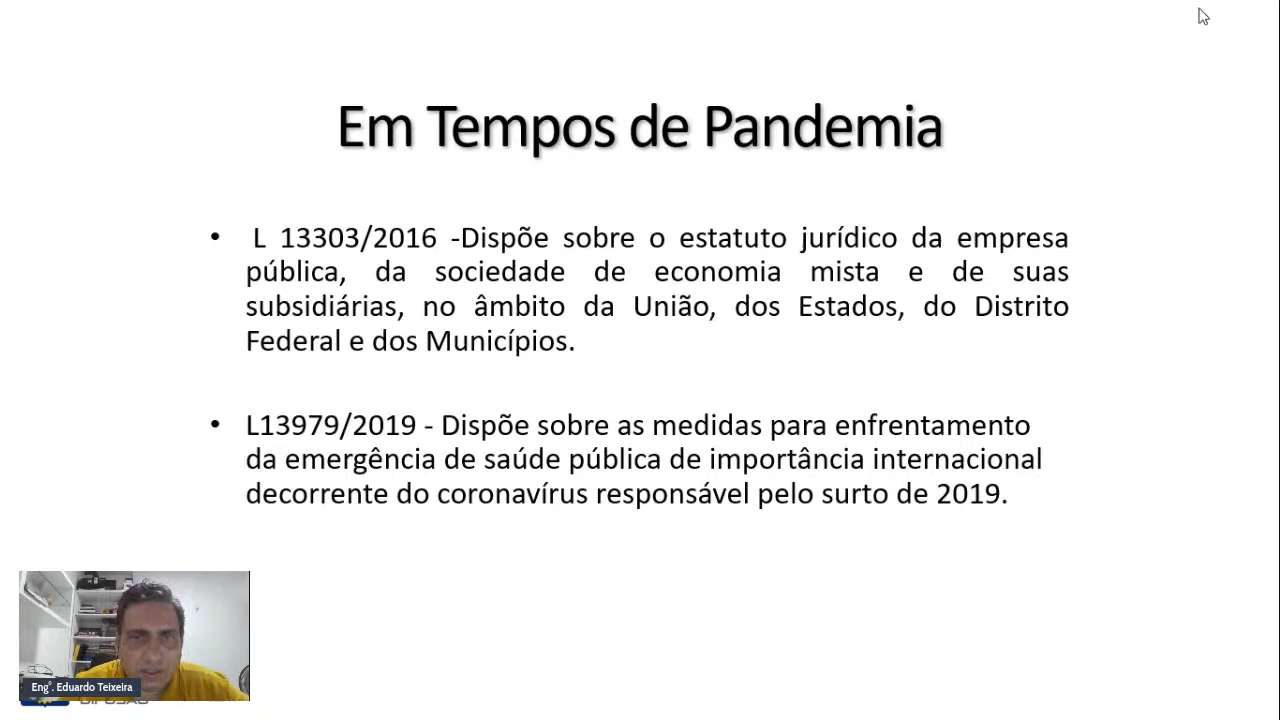 Em Tempos de Pandemia
• L 13303/2016 -Dispõe sobre o estatuto jurídico da empresa
pública, da sociedade de economia mista e de suas
subsidiárias, no âmbito da União, dos Estados, do Distrito
Federal e dos Municípios.
• L13979/2019 - Dispõe sobre as medidas para enfrentamento
da emergência de saúde pública de importância internacional
decorrente do coronavírus responsável pelo surto de 2019.
Eng°. Eduardo Teixeira